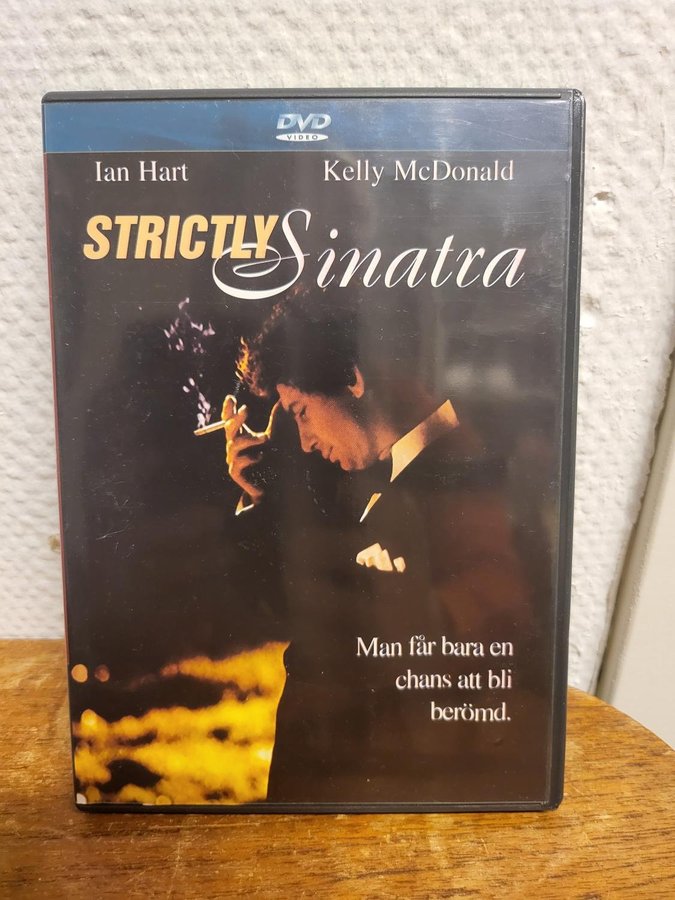 DVD
VIDEO
Ian Hart Kelly McDonald
STRICTLY Sinatra
Man får bara en
chans att bli
berömd.